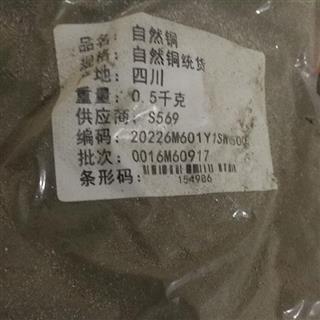 品名: 自然铜
规格: 自然铜统货
产地: 四川
重量: 0.5千克
供应商: S569
编码:
批次: 0016M60917
条形码:
154986